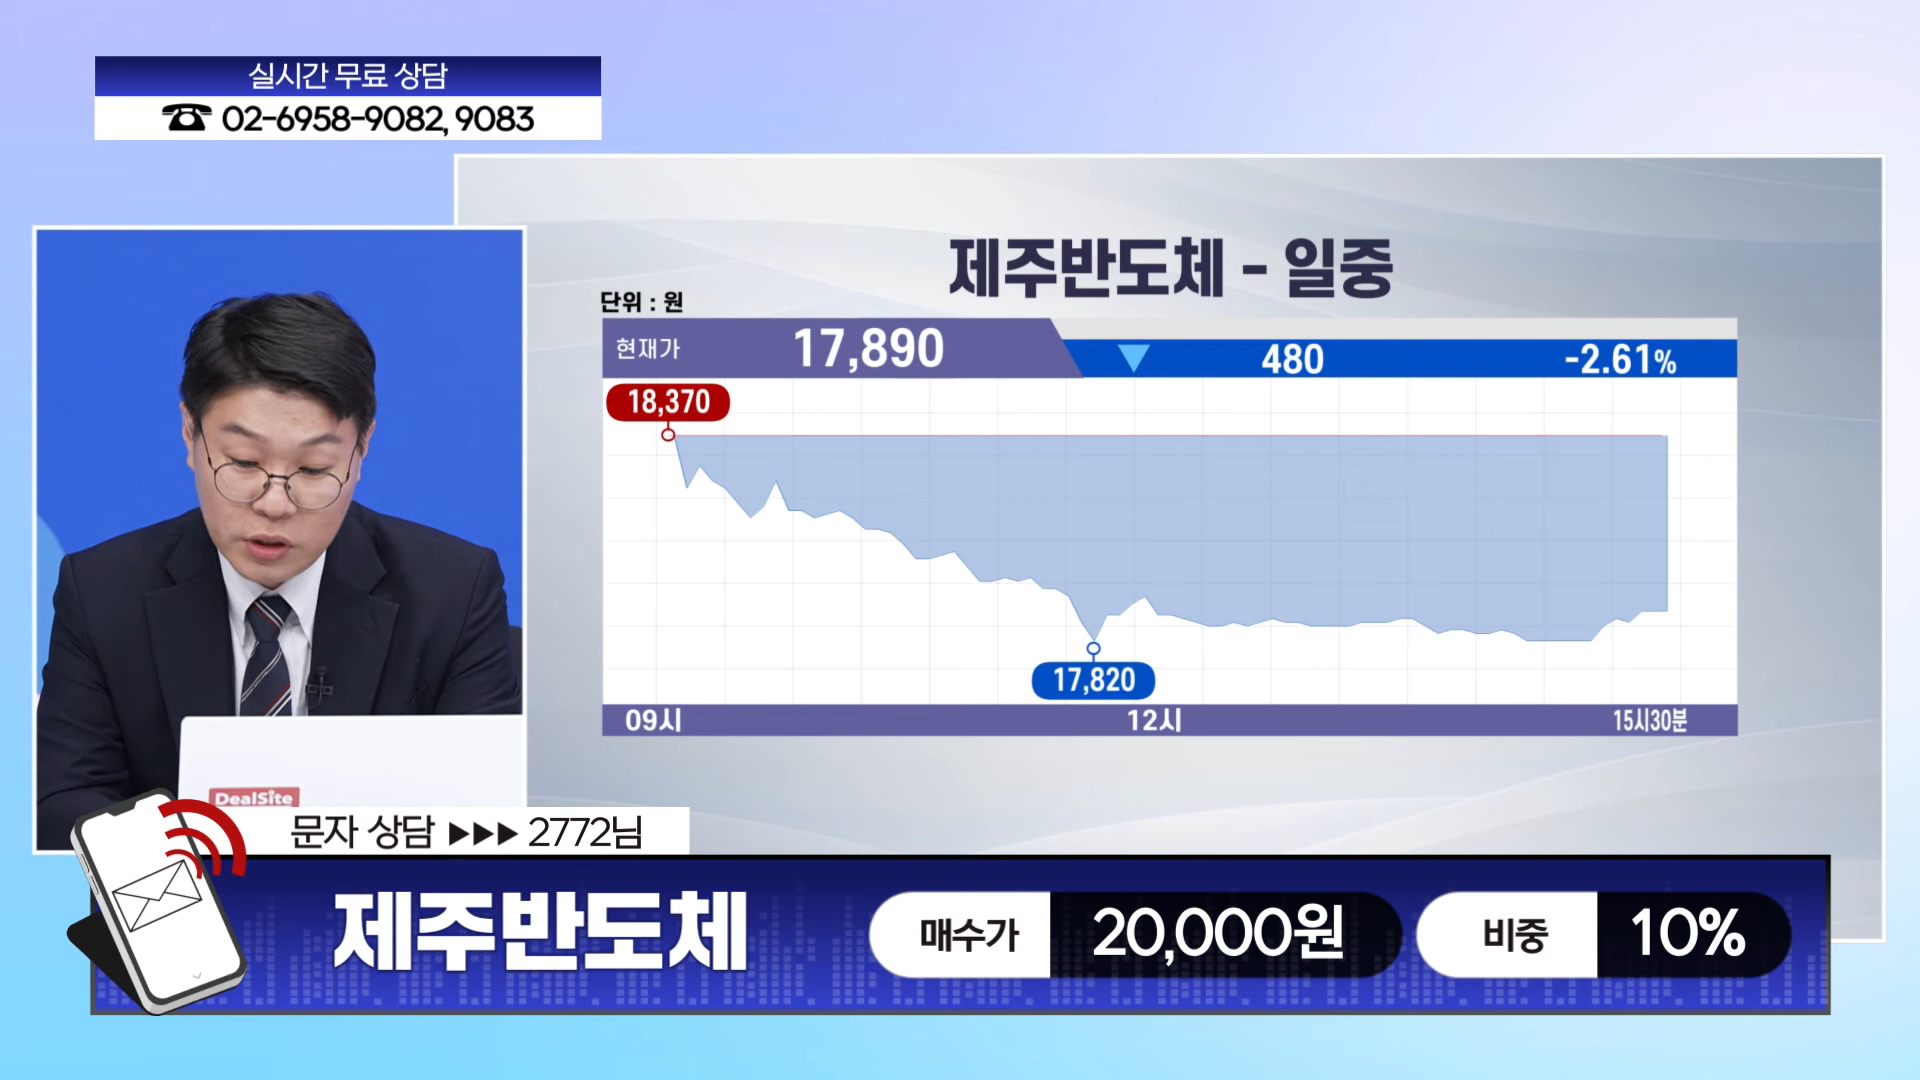 실시간 무료 상담
☎ 02-6958-9082, 9083
제주반도체 - 일중
단위 : 원
현재가 17,890 ▼ 480 -2.61%
18,370
17,820
09시 12시 15시30분
DealSite
문자 상담 ▶▶▶ 2772님
제주반도체 매수가 20,000원 비중 10%